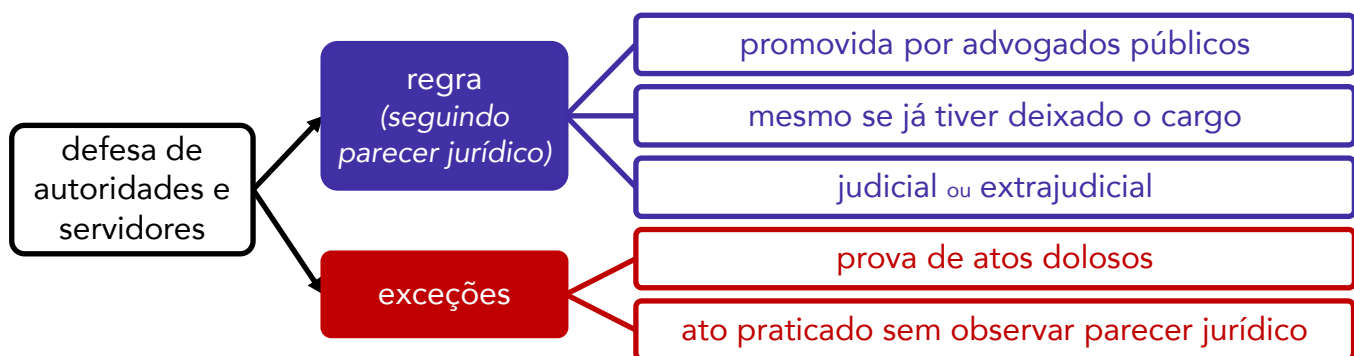 defesa de
autoridades e
servidores
regra
(seguindo
parecer jurídico)
promovida por advogados públicos
mesmo se já tiver deixado o cargo
judicial ou extrajudicial
exceções
prova de atos dolosos
ato praticado sem observar parecer jurídico